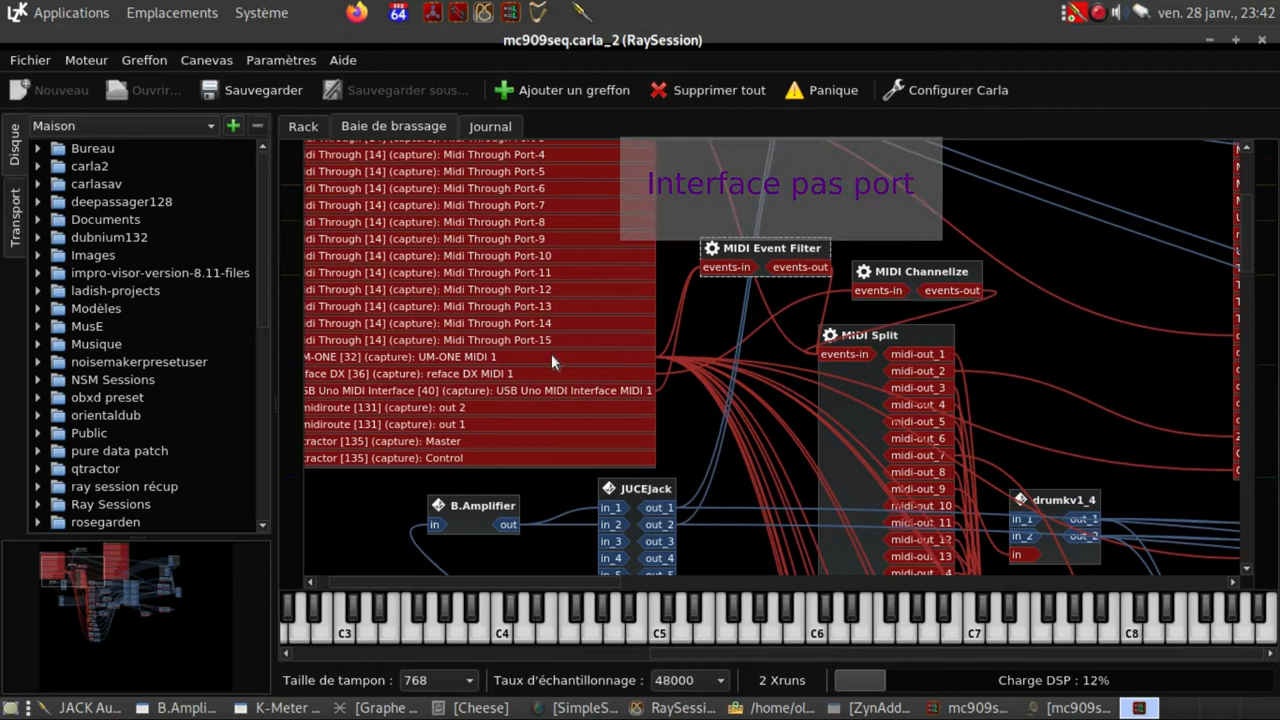 Applications Emplacements Système 64 ven. 28 janv., 23:42
mc909seq.carla_2 (RaySession)
Fichier Moteur Greffon Canevas Paramètres Aide
Nouveau Ouvrir... Sauvegarder Sauvegarder sous... Ajouter un greffon Supprimer tout Panique Configurer Carla
Disque
Transport
Maison
Bureau
carla2
carlasav
deepassager128
Documents
dubnium132
Images
impro-visor-version-8.11-files
ladish-projects
Modèles
MusE
Musique
noisemakerpresetuser
NSM Sessions
obxd preset
orientaldub
Public
pure data path
qtractor
ray session récup
Ray Sessions
rosegarden
Rack Baie de brassage Journal
di Through [14] (capture): Midi Through Port-4
di Through [14] (capture): Midi Through Port-5
di Through [14] (capture): Midi Through Port-6
di Through [14] (capture): Midi Through Port-7
di Through [14] (capture): Midi Through Port-8
di Through [14] (capture): Midi Through Port-9
di Through [14] (capture): Midi Through Port-10
di Through [14] (capture): Midi Through Port-11
di Through [14] (capture): Midi Through Port-12
di Through [14] (capture): Midi Through Port-13
di Through [14] (capture): Midi Through Port-14
di Through [14] (capture): Midi Through Port-15
M-ONE [32] (capture): UM-ONE MIDI 1
face DX [36] (capture): reface DX MIDI 1
SB Uno MIDI Interface [40] (capture): USB Uno MIDI Interface MIDI 1
midiroute [131] (capture): out 2
midiroute [131] (capture): out 1
tractor [135] (capture): Master
tractor [135] (capture): Control
Interface pas port
MIDI Event Filter
events-in events-out
MIDI Channelize
events-in events-out
MIDI Split
events-in midi-out_1
midi-out_2
midi-out_3
midi-out_4
midi-out_5
midi-out_6
midi-out_7
midi-out_8
midi-out_9
midi-out_10
midi-out_11
midi-out_12
midi-out_13
B.Amplifier
in out
JUCEJack
in_1 out_1
in_2 out_2
in_3 out_3
in_4 out_4
drumkv1_4
in_1 out_1
in_2 out_2
in
C3 C4 C5 C6 C7 C8
Taille de tampon : 768 Taux d'échantillonnage : 48000 2 Xruns Charge DSP : 12%
JACK Au... B.Ampli... K-Meter ... [Graphe ... [Cheese] [SimpleS... RaySessi... /home/ol... [ZynAdd... mc909s... [mc909s...